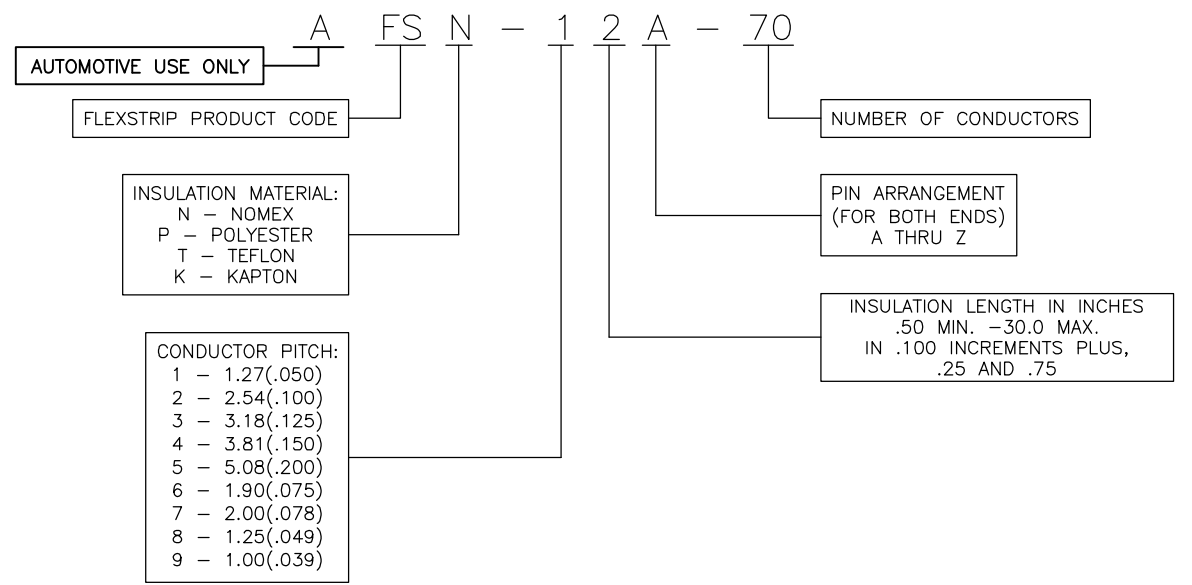 A FS N - 1 2 A - 70
AUTOMOTIVE USE ONLY
FLEXSTRIP PRODUCT CODE
NUMBER OF CONDUCTORS
INSULATION MATERIAL:
N - NOMEX
P - POLYESTER
T - TEFLON
K - KAPTON
PIN ARRANGEMENT
(FOR BOTH ENDS)
A THRU Z
INSULATION LENGTH IN INCHES
.50 MIN. -30.0 MAX.
IN .100 INCREMENTS PLUS,
.25 AND .75
CONDUCTOR PITCH:
1 - 1.27(.050)
2 - 2.54(.100)
3 - 3.18(.125)
4 - 3.81(.150)
5 - 5.08(.200)
6 - 1.90(.075)
7 - 2.00(.078)
8 - 1.25(.049)
9 - 1.00(.039)